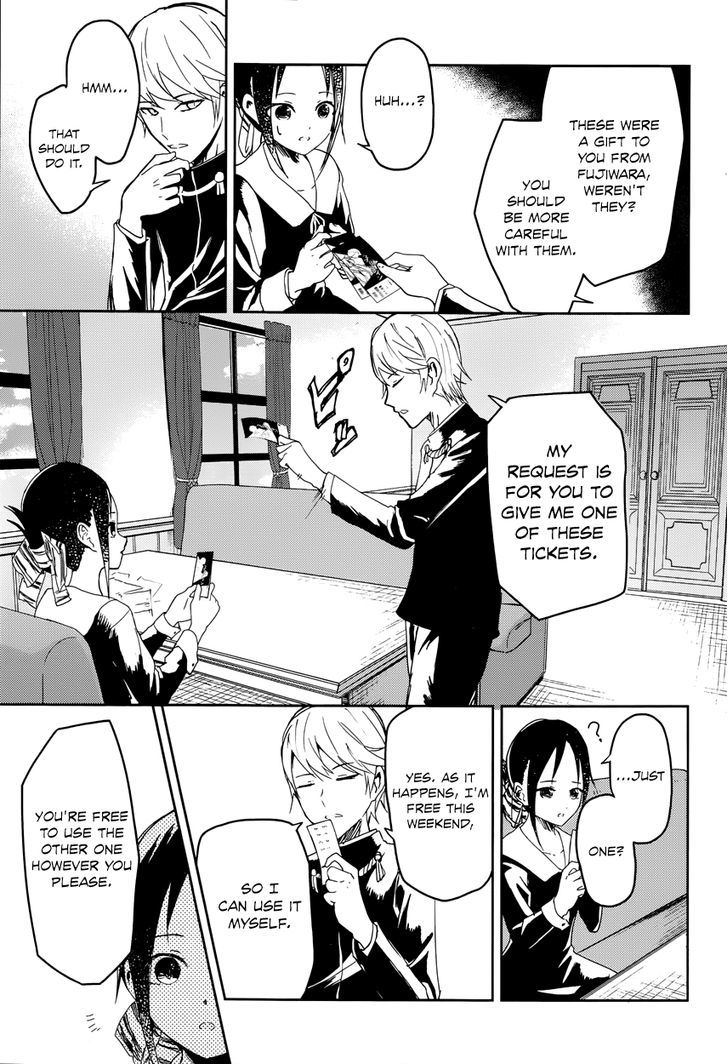 THESE WERE
A GIFT TO
YOU FROM
FUJIWARA,
WEREN'T
THEY?
YOU
SHOULD
BE MORE
CAREFUL
WITH THEM.
HUH...?
HMM...
THAT
SHOULD
DO IT.
MY
REQUEST IS
FOR YOU TO
GIVE ME ONE
OF THESE
TICKETS.
ピッ
?
...JUST
ONE?
YES. AS IT
HAPPENS, I'M
FREE THIS
WEEKEND,
SO I
CAN USE IT
MYSELF.
YOU'RE FREE
TO USE THE
OTHER ONE
HOWEVER YOU
PLEASE.